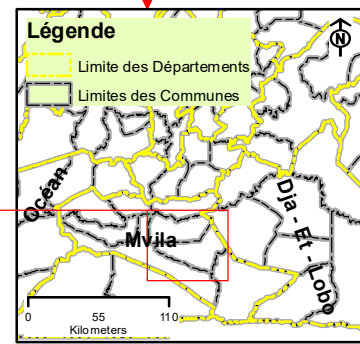 Légende
N
Limite des Départements
Limites des Communes
Océan
Mvila
Dja - Et - Lobo
0 55 110
Kilometers